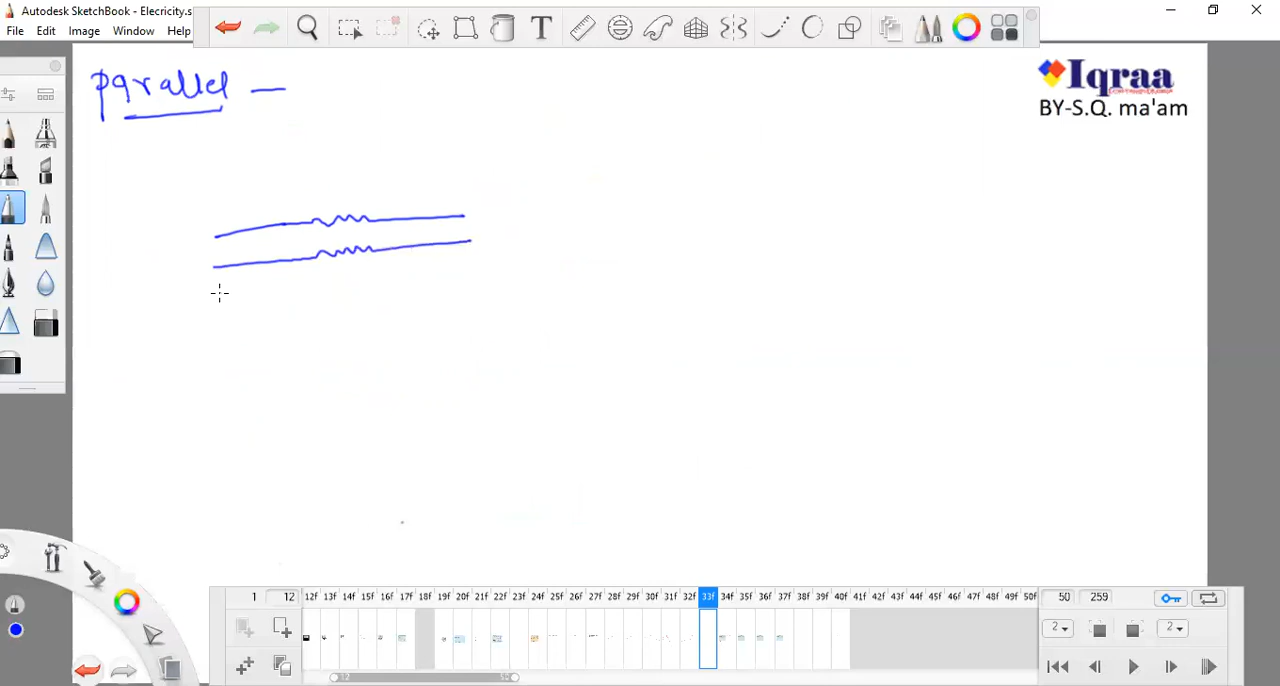 Autodesk SketchBook - Elecricity.s
File Edit Image Window Help
T
parallel —
Iqraa
BY-S.Q. ma'am
1 12 12f 13f 14f 15f 16f 17f 18f 19f 20f 21f 22f 23f 24f 25f 26f 27f 28f 29f 30f 31f 32f 33f 34f 35f 36f 37f 38f 39f 40f 41f 42f 43f 44f 45f 46f 47f 48f 49f 50f 50 259
2 2
12